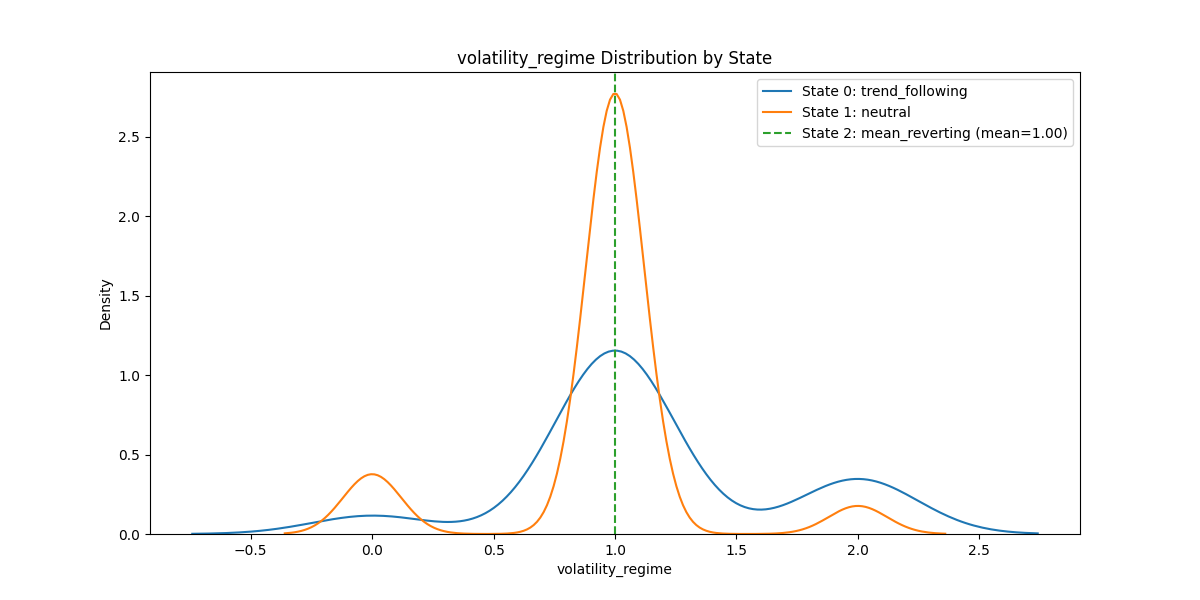 volatility_regime Distribution by State
State 0: trend_following
State 1: neutral
State 2: mean_reverting (mean=1.00)
Density
2.5
2.0
1.5
1.0
0.5
0.0
−0.5 0.0 0.5 1.0 1.5 2.0 2.5
volatility_regime